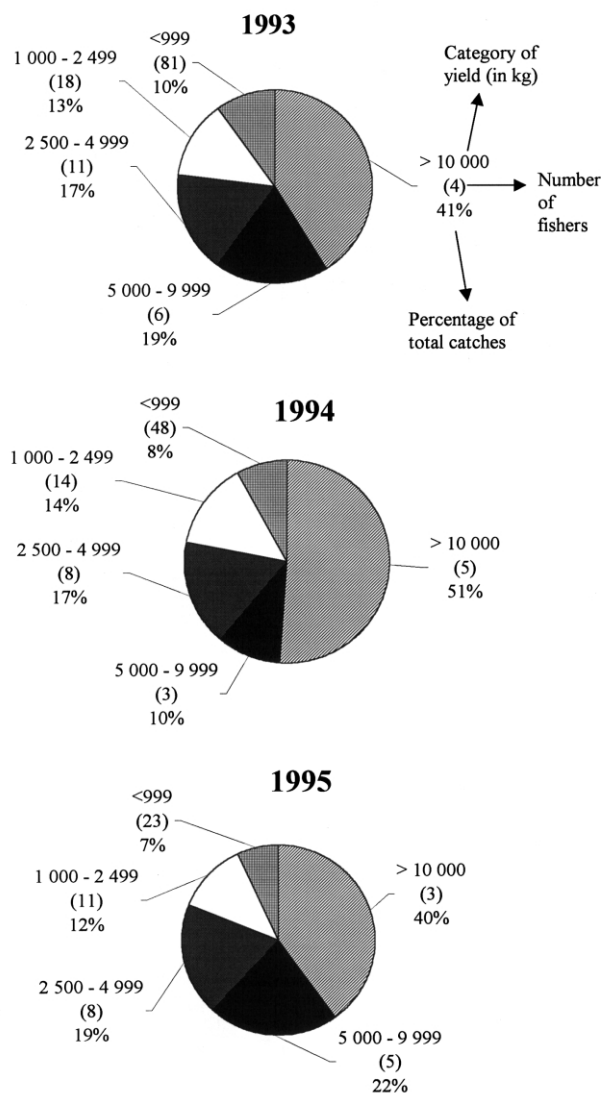 1993
<999
(81)
10%
1 000 - 2 499
(18)
13%
2 500 - 4 999
(11)
17%
5 000 - 9 999
(6)
19%
> 10 000
(4)
41%
Category of
yield (in kg)
Number
of
fishers
Percentage of
total catches
1994
<999
(48)
8%
1 000 - 2 499
(14)
14%
2 500 - 4 999
(8)
17%
5 000 - 9 999
(3)
10%
> 10 000
(5)
51%
1995
<999
(23)
7%
1 000 - 2 499
(11)
12%
2 500 - 4 999
(8)
19%
5 000 - 9 999
(5)
22%
> 10 000
(3)
40%